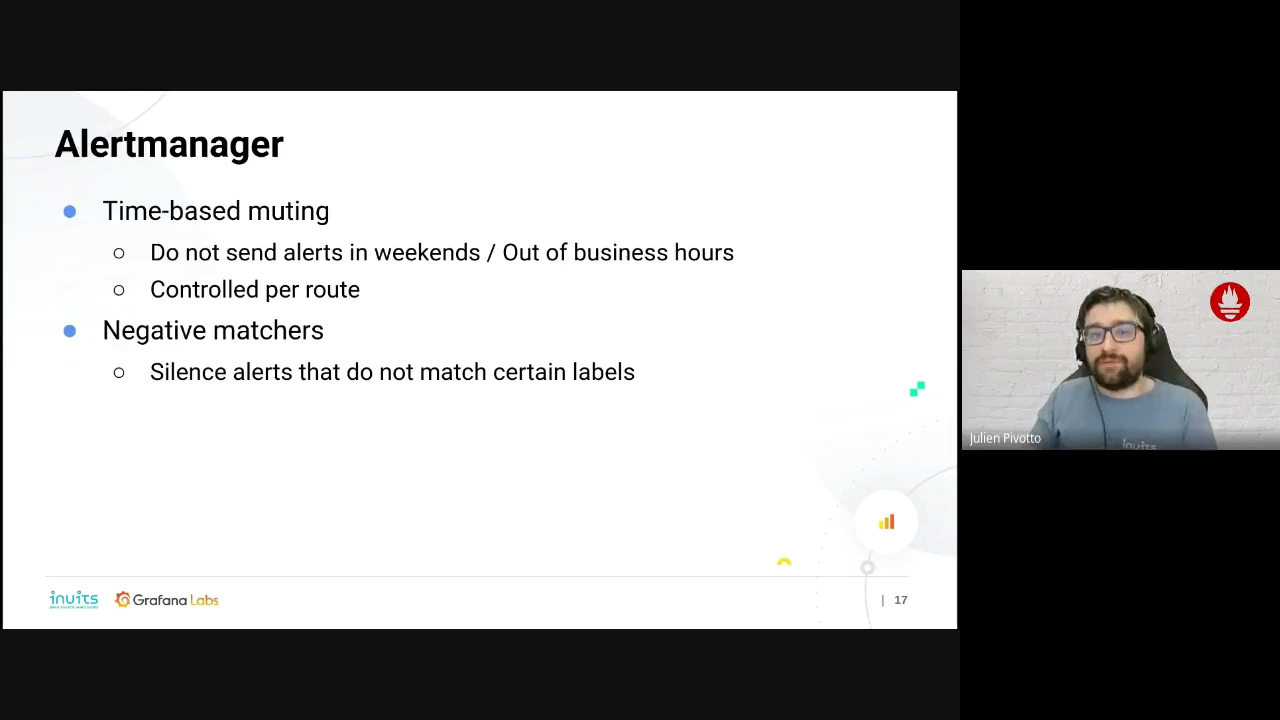 Alertmanager
Time-based muting
Do not send alerts in weekends / Out of business hours
Controlled per route
Negative matchers
Silence alerts that do not match certain labels
inuits
Grafana Labs
| 17
Julien Pivotto
inuits